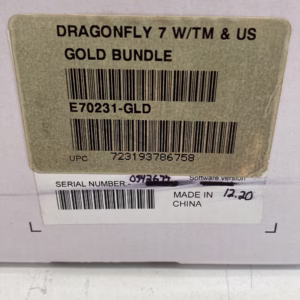 DRAGONFLY 7 W/TM & US
GOLD BUNDLE
E70231-GLD
UPC 723193786758
SERIAL NUMBER
Software version
12.20
MADE IN
CHINA